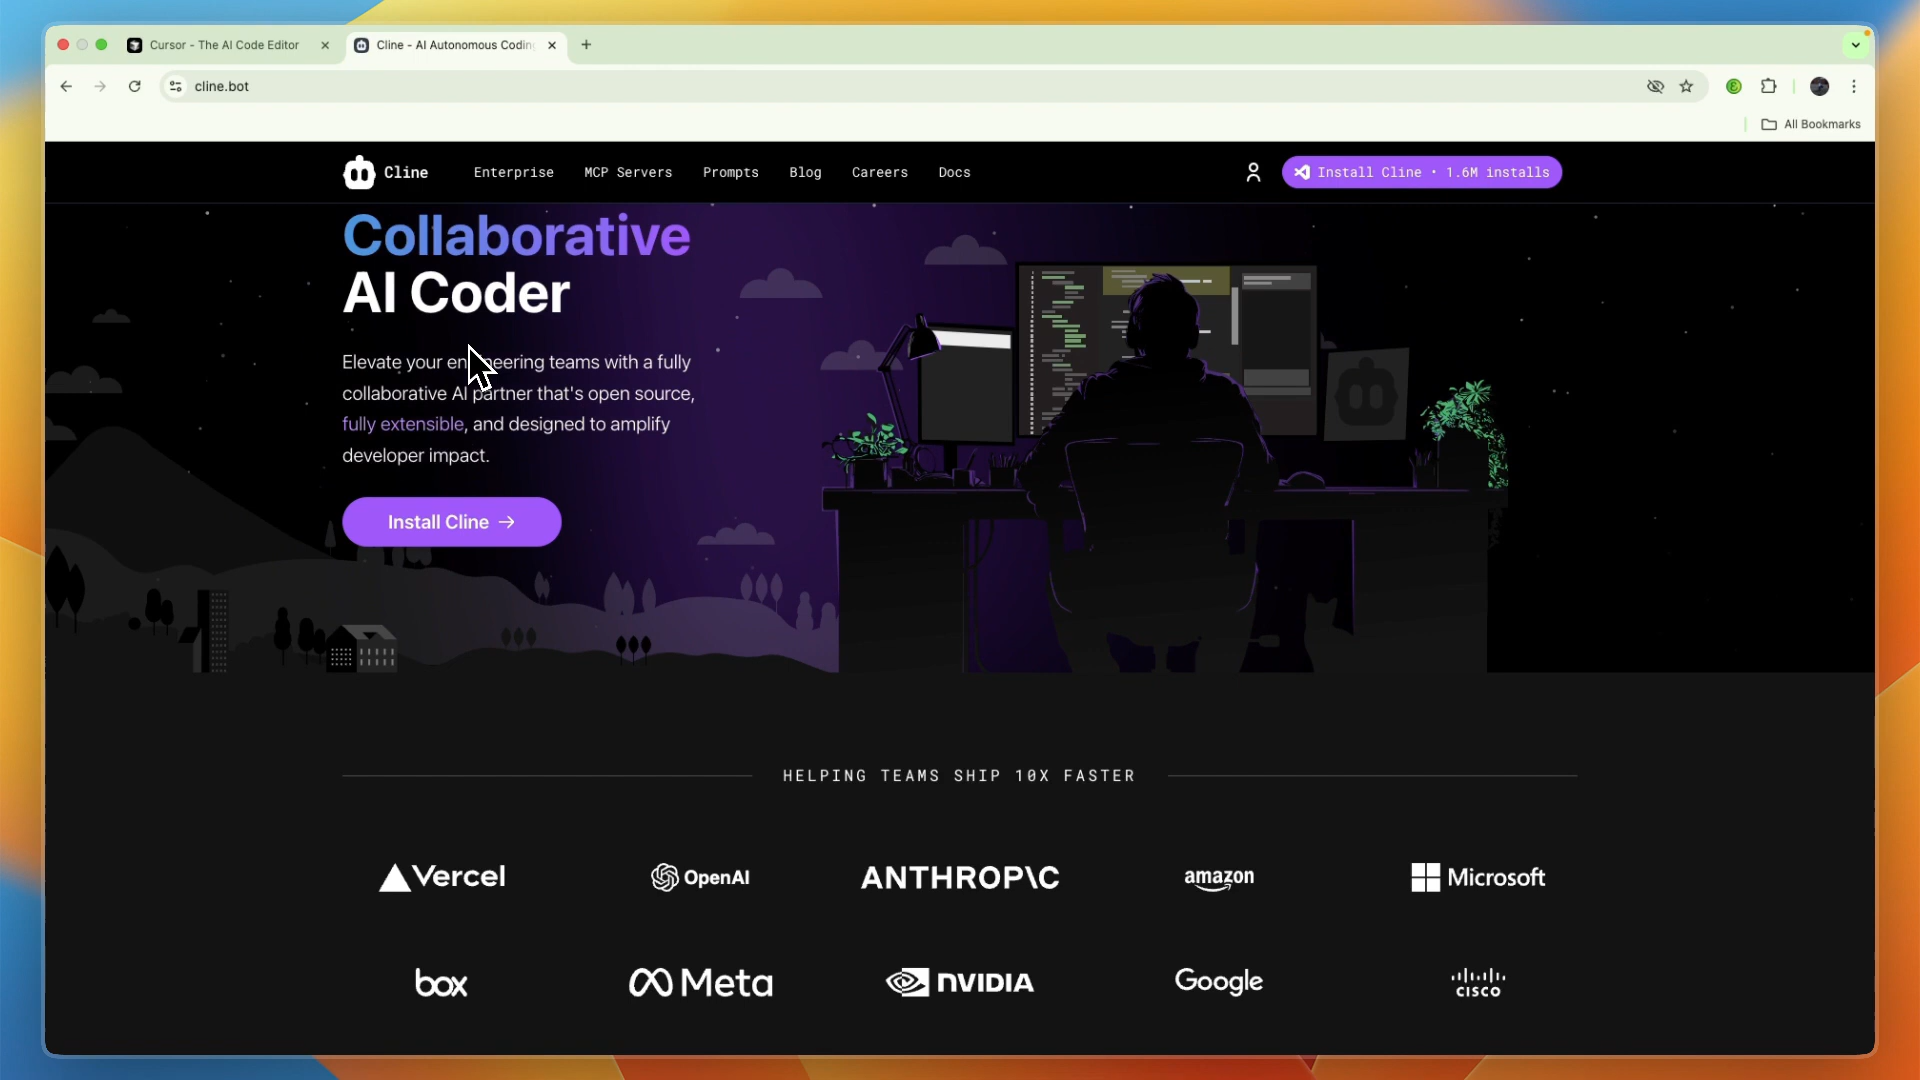 Cursor - The AI Code Editor
Cline - AI Autonomous Coding
cline.bot
All Bookmarks
Cline
Enterprise
MCP Servers
Prompts
Blog
Careers
Docs
Install Cline • 1.6M installs
Collaborative
AI Coder
Elevate your engineering teams with a fully
collaborative AI partner that's open source,
fully extensible, and designed to amplify
developer impact.
Install Cline →
HELPING TEAMS SHIP 10X FASTER
Vercel
OpenAI
ANTHROP\C
amazon
Microsoft
box
Meta
NVIDIA
Google
CISCO